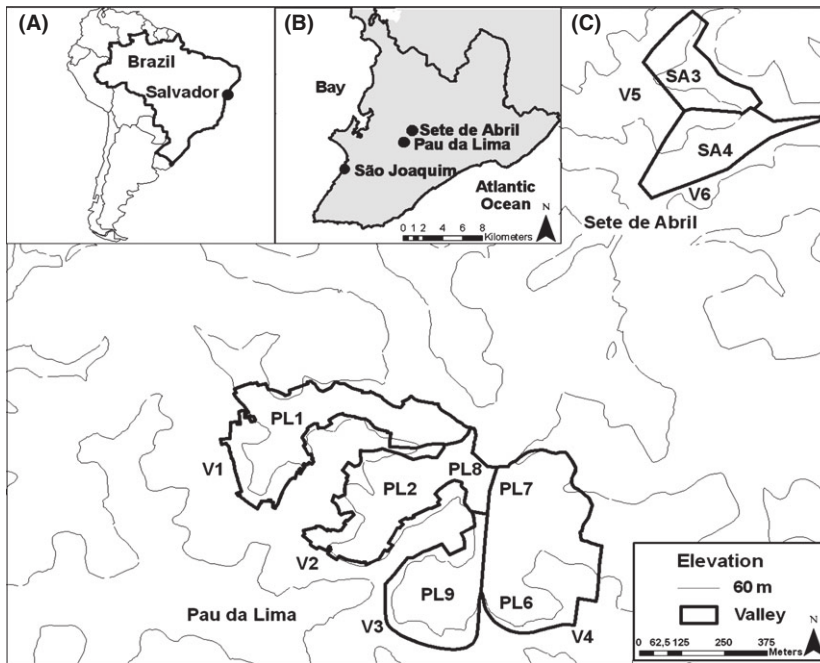 (A)
Brazil
Salvador
(B)
Bay
Sete de Abril
Pau da Lima
São Joaquim
Atlantic
Ocean
N
0 1 2 4 6 8
Kilometers
(C)
SA3
V5
SA4
V6
Sete de Abril
PL1
V1
PL8
PL2
PL7
V2
PL9
PL6
Pau da Lima
V3
V4
Elevation
60 m
Valley
N
0 62,5 125 250 375
Meters